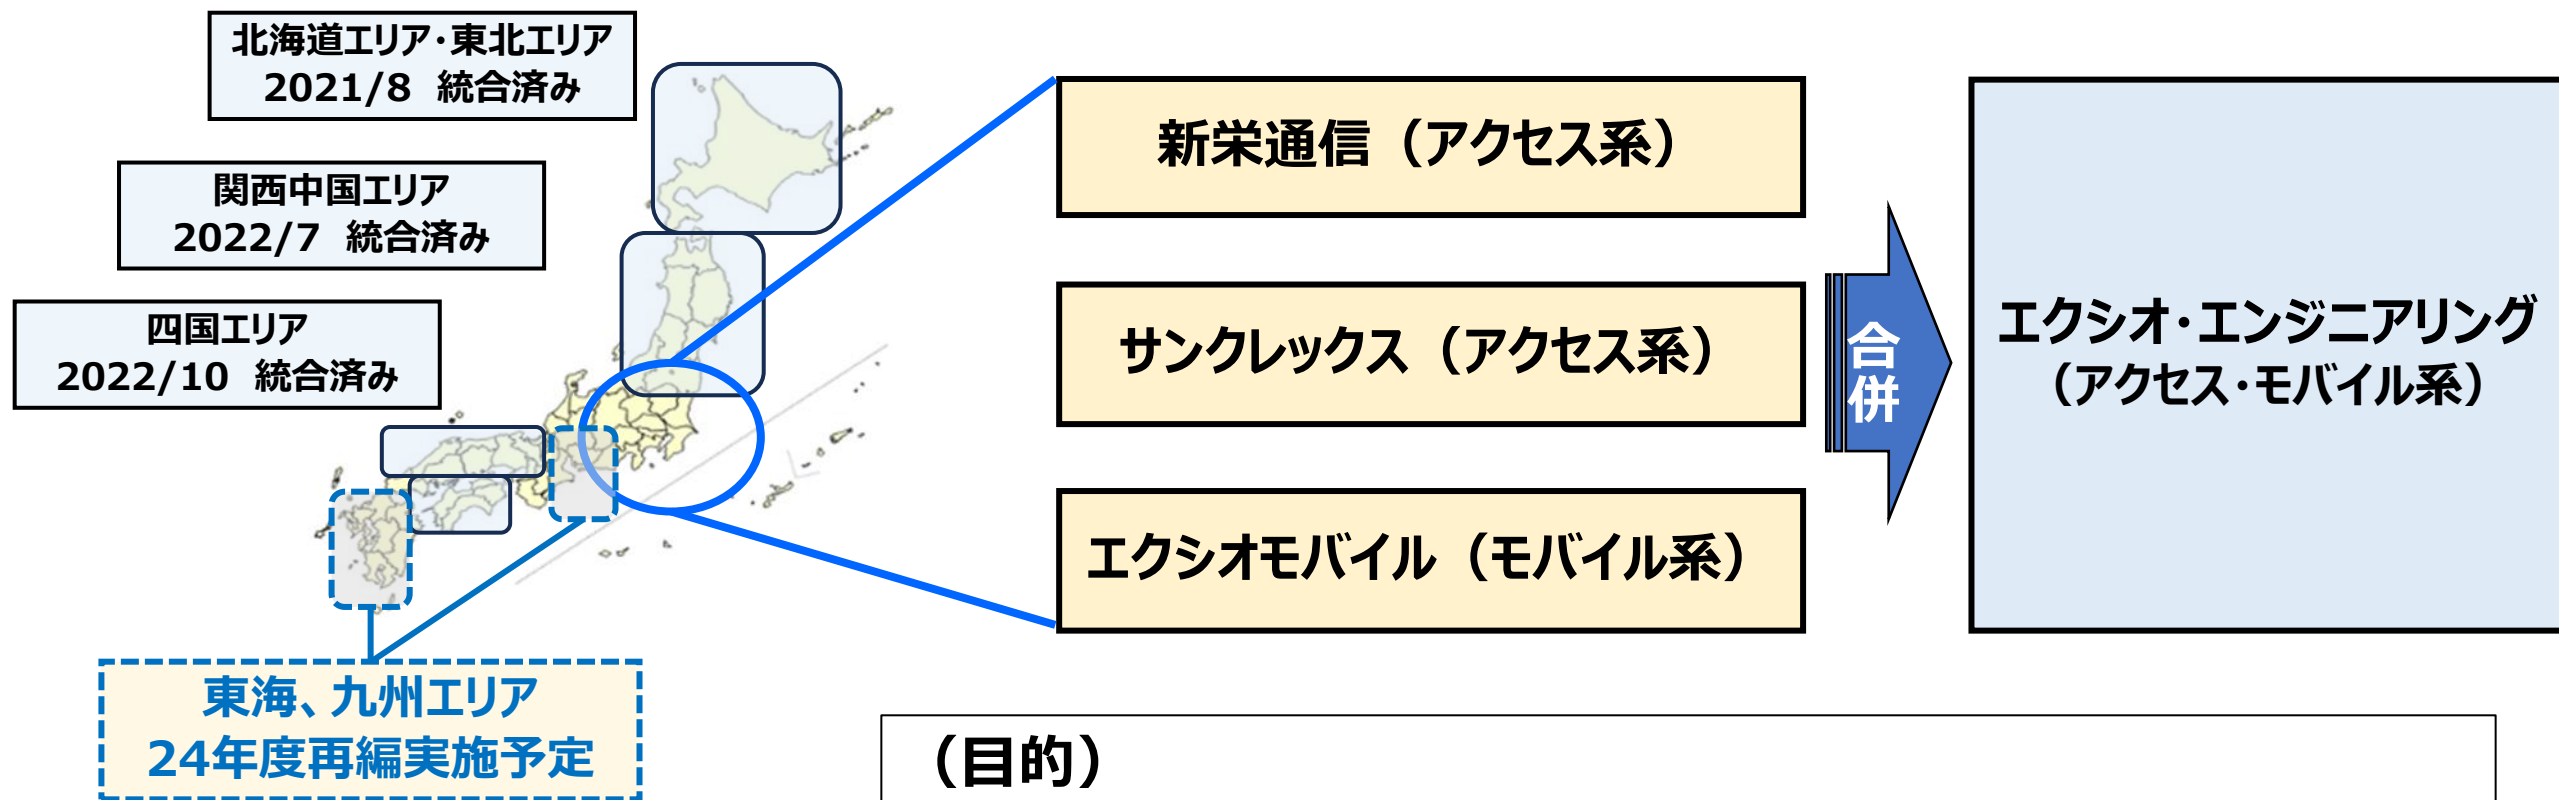 北海道エリア・東北エリア
2021/8 統合済み
関西中国エリア
2022/7 統合済み
四国エリア
2022/10 統合済み
東海、九州エリア
24年度再編実施予定
新栄通信（アクセス系）
サンクレックス（アクセス系）
エクシオモバイル（モバイル系）
合併
エクシオ・エンジニアリング
（アクセス・モバイル系）
（目的）